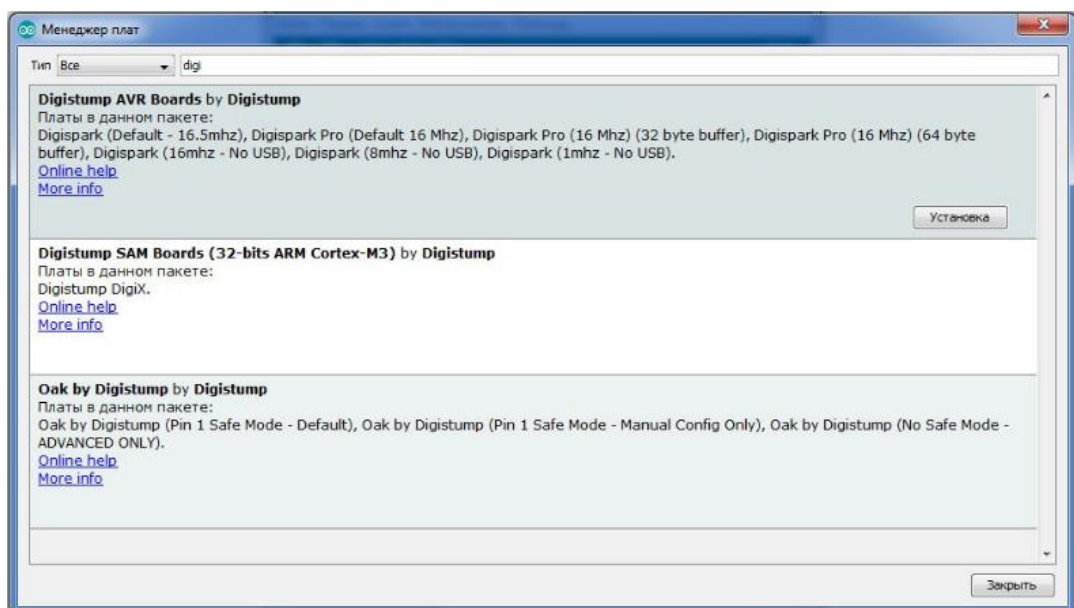 Менеджер плат
Тип Все digi
Digistump AVR Boards by Digistump
Платы в данном пакете:
Digispark (Default - 16.5mhz), Digispark Pro (Default 16 Mhz), Digispark Pro (16 Mhz) (32 byte buffer), Digispark Pro (16 Mhz) (64 byte
buffer), Digispark (16mhz - No USB), Digispark (8mhz - No USB), Digispark (1mhz - No USB).
Online help
More info
Установка
Digistump SAM Boards (32-bits ARM Cortex-M3) by Digistump
Платы в данном пакете:
Digistump DigiX.
Online help
More info
Oak by Digistump by Digistump
Платы в данном пакете:
Oak by Digistump (Pin 1 Safe Mode - Default), Oak by Digistump (Pin 1 Safe Mode - Manual Config Only), Oak by Digistump (No Safe Mode -
ADVANCED ONLY).
Online help
More info
Закрыть